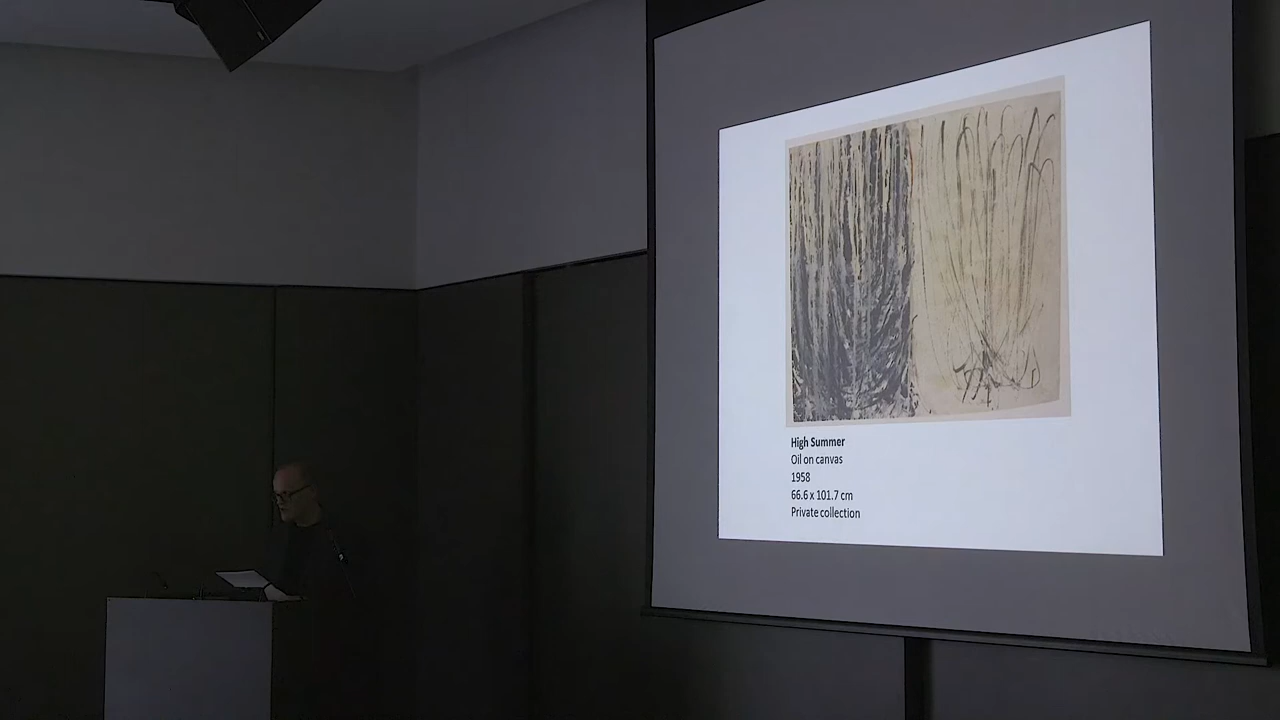 High Summer
Oil on canvas
1958
66.6 x 101.7 cm
Private collection